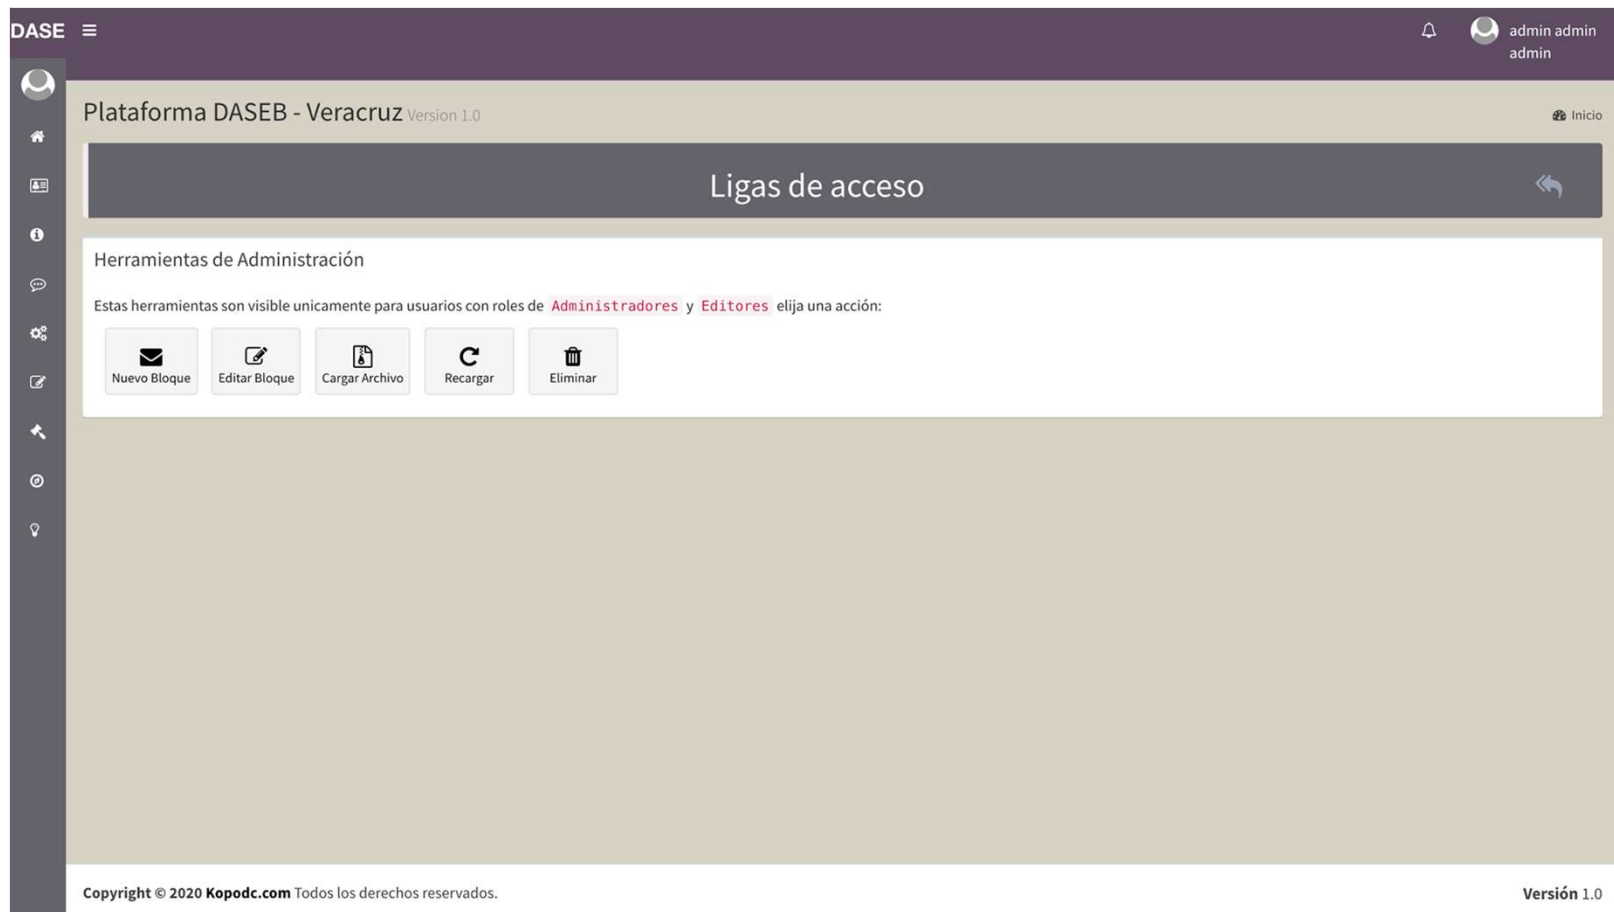 DASE
admin admin
admin
Plataforma DASEB - Veracruz Version 1.0
Inicio
Ligas de acceso
Herramientas de Administración
Estas herramientas son visible unicamente para usuarios con roles de Administradores y Editores elija una acción:
Nuevo Bloque
Editar Bloque
Cargar Archivo
Recargar
Eliminar
Copyright © 2020 Kopodc.com Todos los derechos reservados.
Versión 1.0